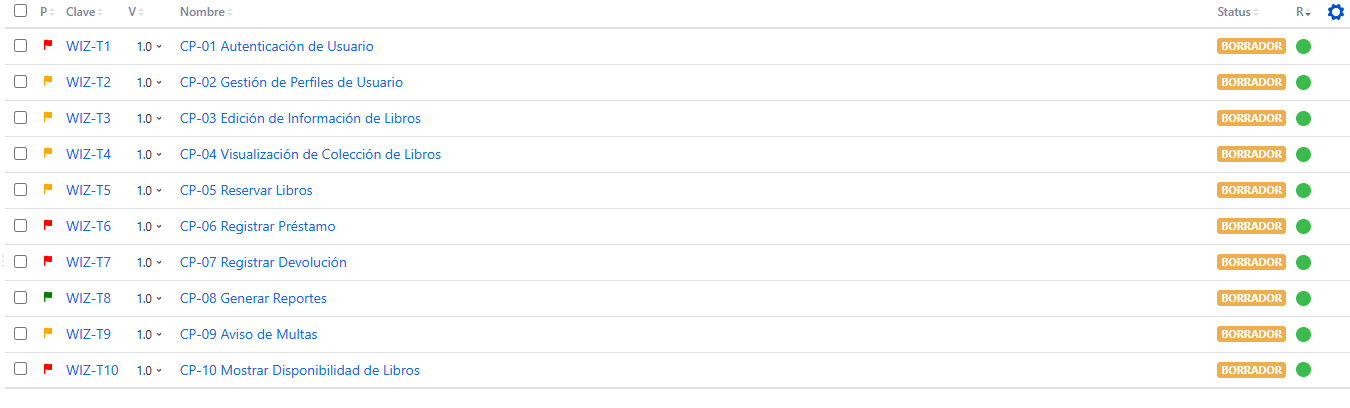 P Clave V Nombre Status R
WIZ-T1 1.0 CP-01 Autenticación de Usuario BORRADOR
WIZ-T2 1.0 CP-02 Gestión de Perfiles de Usuario BORRADOR
WIZ-T3 1.0 CP-03 Edición de Información de Libros BORRADOR
WIZ-T4 1.0 CP-04 Visualización de Colección de Libros BORRADOR
WIZ-T5 1.0 CP-05 Reservar Libros BORRADOR
WIZ-T6 1.0 CP-06 Registrar Préstamo BORRADOR
WIZ-T7 1.0 CP-07 Registrar Devolución BORRADOR
WIZ-T8 1.0 CP-08 Generar Reportes BORRADOR
WIZ-T9 1.0 CP-09 Aviso de Multas BORRADOR
WIZ-T10 1.0 CP-10 Mostrar Disponibilidad de Libros BORRADOR